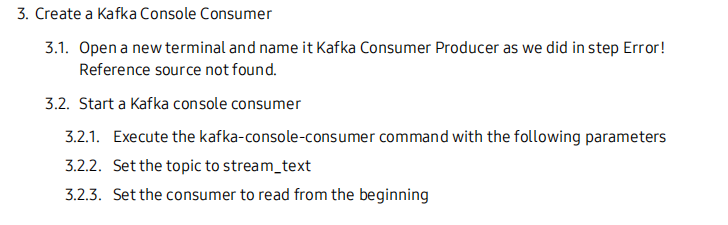 3. Create a Kafka Console Consumer
3.1. Open a new terminal and name it Kafka Consumer Producer as we did in step Error!
Reference source not found.
3.2. Start a Kafka console consumer
3.2.1. Execute the kafka-console-consumer command with the following parameters
3.2.2. Set the topic to stream_text
3.2.3. Set the consumer to read from the beginning